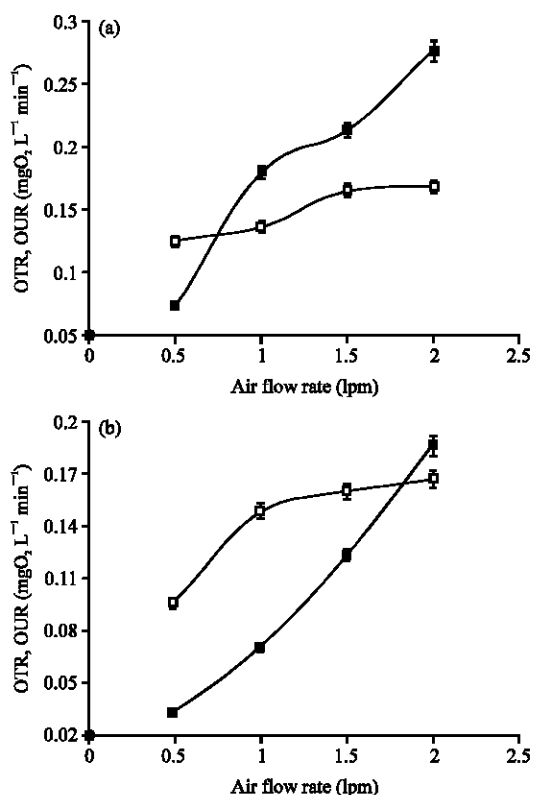 (a)
OTR, OUR (mgO₂ L⁻¹ min⁻¹)
0.3
0.25
0.2
0.15
0.1
0.05
0 0.5 1 1.5 2 2.5
Air flow rate (lpm)
(b)
OTR, OUR (mgO₂ L⁻¹ min⁻¹)
0.2
0.17
0.14
0.11
0.08
0.05
0.02
0 0.5 1 1.5 2 2.5
Air flow rate (lpm)